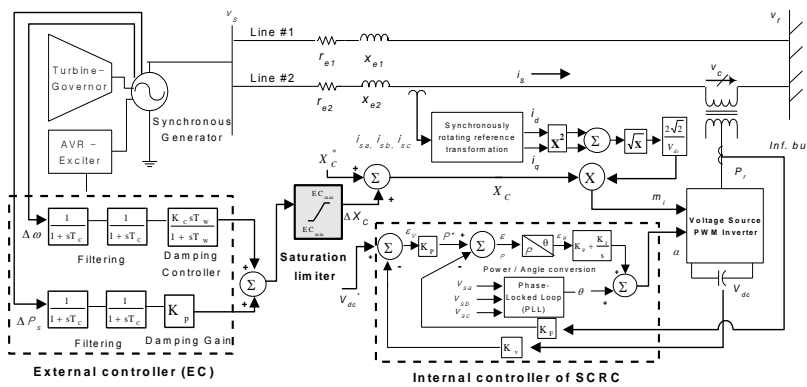 V_s
V_r
Line #1
r_e1
x_e1
Line #2
r_e2
x_e2
i_s
V_c
Turbine-
Governor
AVR -
Exciter
Synchronous
Generator
i_sa, i_sb, i_sc
Synchronously
rotating reference
transformation
i_d
i_q
X²
Σ
√x
2√2
V_dc
Inf. bu
P_r
X_C*
+
+
Σ
X_C
X
m_i
Voltage Source
PWM Inverter
α
V_dc
EC_max
EC_min
ΔX_C
Saturation
limiter
Δω
1
1 + sT_C
1
1 + sT_C
K_C sT_W
1 + sT_W
Filtering
Damping
Controller
+
+
Σ
ΔP_s
1
1 + sT_C
1
1 + sT_C
K_P
Filtering
Damping Gain
External controller (EC)
V_dc*
+
-
Σ
ε_V
K_P
P*
+
-
Σ
ε_P
P
θ
ε_θ
K_P + K_I
s
+
+
Σ
Power / Angle conversion
V_sa
V_sb
V_sc
Phase-
Locked Loop
(PLL)
θ
K_F
K_v
Internal controller of SCRC